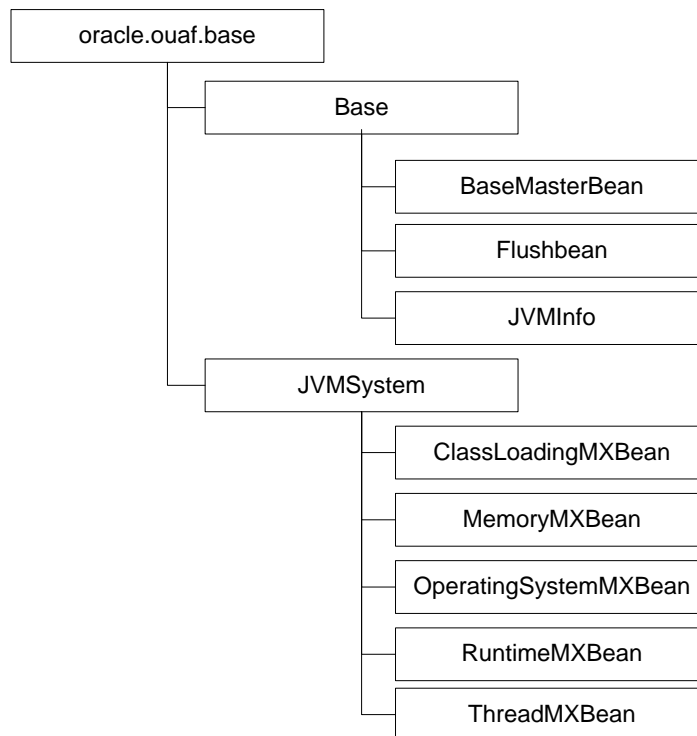 oracle.ouaf.base
Base
BaseMasterBean
Flushbean
JVMInfo
JVMSystem
ClassLoadingMXBean
MemoryMXBean
OperatingSystemMXBean
RuntimeMXBean
ThreadMXBean